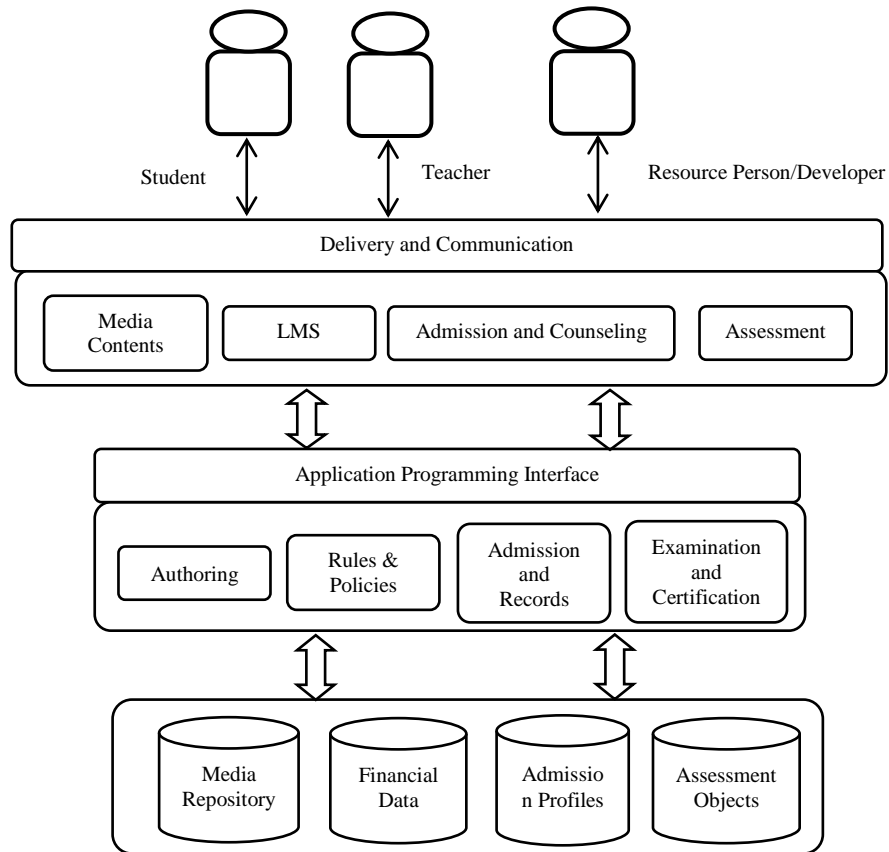 Student
Teacher
Resource Person/Developer
Delivery and Communication
Media
Contents
LMS
Admission and Counseling
Assessment
Application Programming Interface
Authoring
Rules &
Policies
Admission
and
Records
Examination
and
Certification
Media
Repository
Financial
Data
Admissio
n Profiles
Assessment
Objects